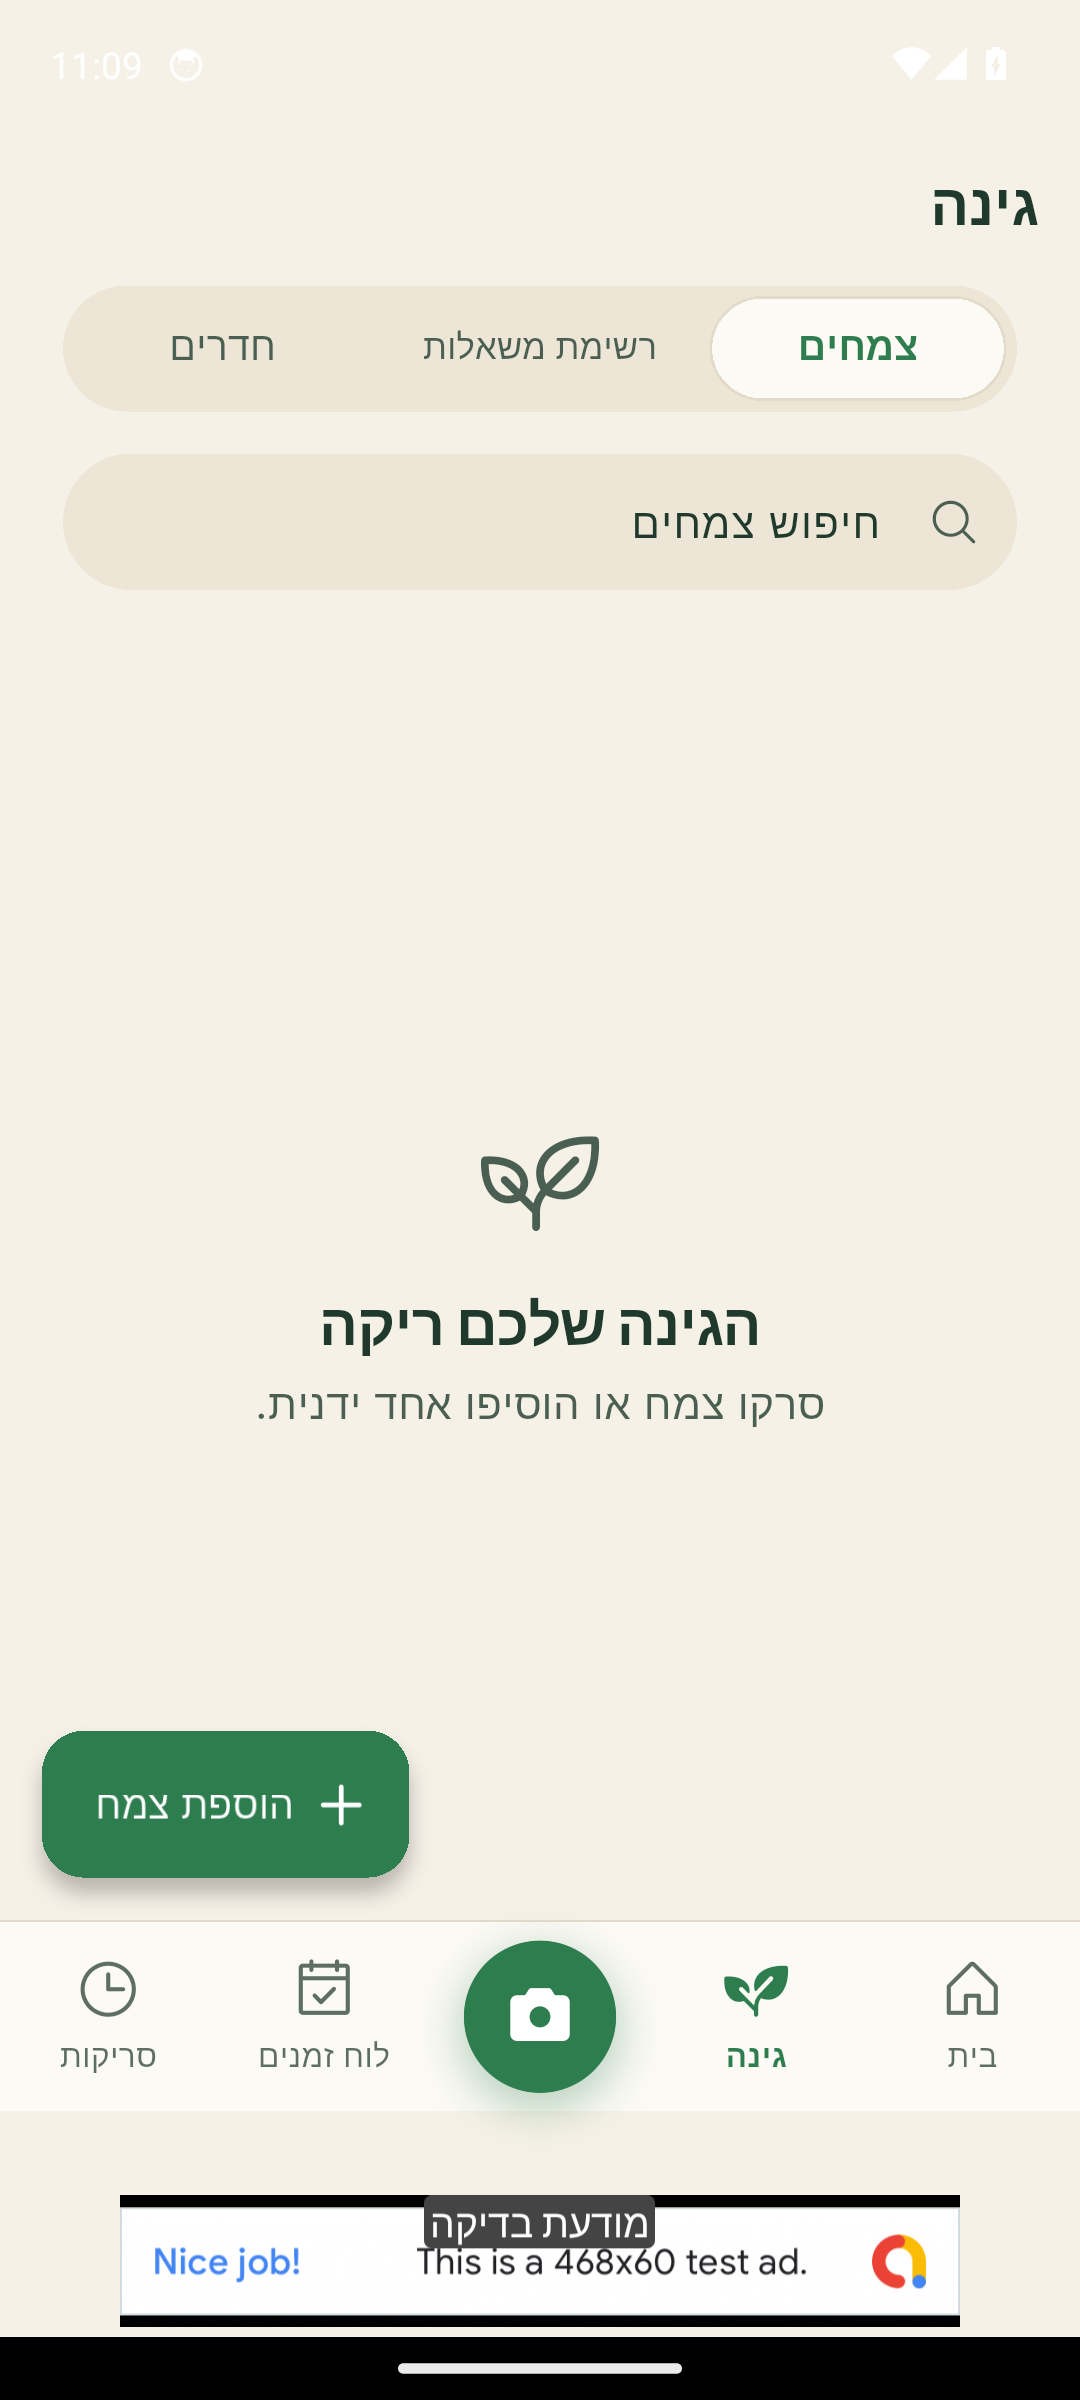 11:09
גינה
צמחים
רשימת משאלות
חדרים
חיפוש צמחים
הגינה שלכם ריקה
סרקו צמח או הוסיפו אחד ידנית.
הוספת צמח
בית
גינה
לוח זמנים
סריקות
מודעת בדיקה
Nice job!
This is a 468x60 test ad.